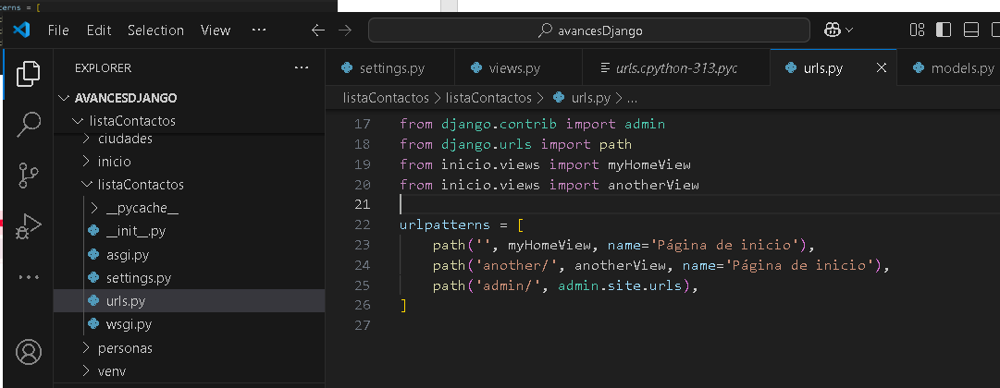 terns = [
File Edit Selection View ··· avancesDjango
EXPLORER ···
AVANCESDJANGO
listaContactos
ciudades
inicio
listaContactos
__pycache__
__init__.py
asgi.py
settings.py
urls.py
wsgi.py
personas
venv
settings.py views.py urls.cpython-313.pyc urls.py models.py
listaContactos > listaContactos > urls.py > ...
17 from django.contrib import admin
18 from django.urls import path
19 from inicio.views import myHomeView
20 from inicio.views import anotherView
21
22 urlpatterns = [
23 path('', myHomeView, name='Página de inicio'),
24 path('another/', anotherView, name='Página de inicio'),
25 path('admin/', admin.site.urls),
26 ]
27